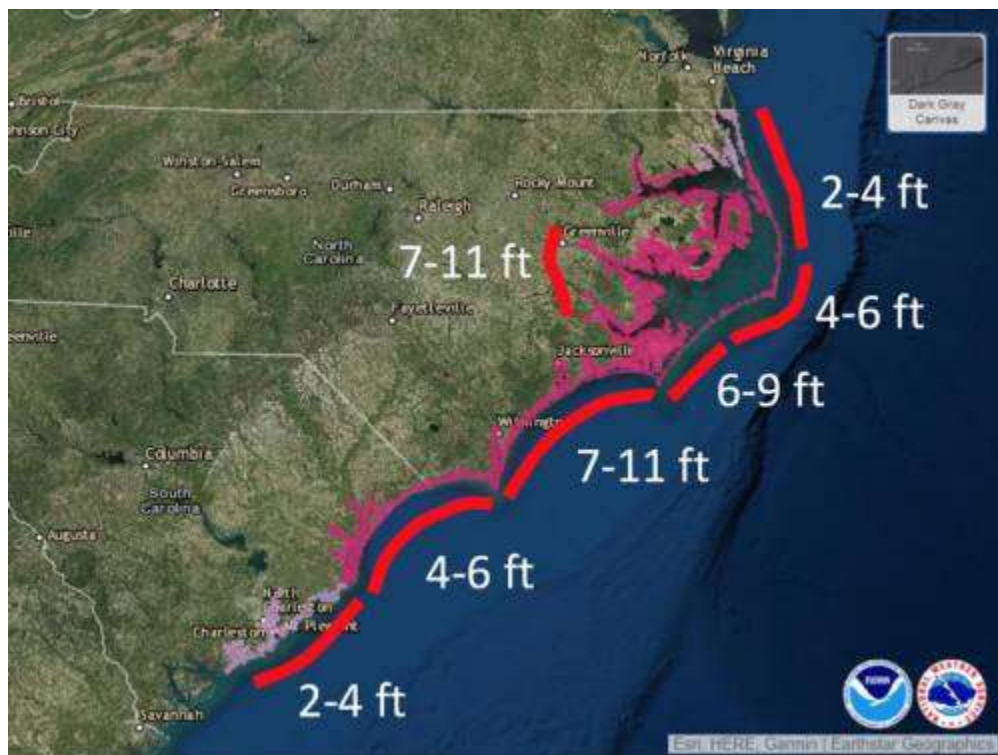 Norfolk
Virginia
Beach
Bristol
Johnson City
Dark Gray
Canvas
Winston-Salem
Greensboro
Durham
Rocky Mount
Raleigh
2-4 ft
Greenville
North
Carolina
7-11 ft
Charlotte
4-6 ft
Fayetteville
Jacksonville
6-9 ft
7-11 ft
Columbia
South
Carolina
Augusta
4-6 ft
North
Charleston
Charleston
Mt. Pleasant
2-4 ft
Savannah
NOAA
Esri, HERE, Garmin | Earthstar Geographics